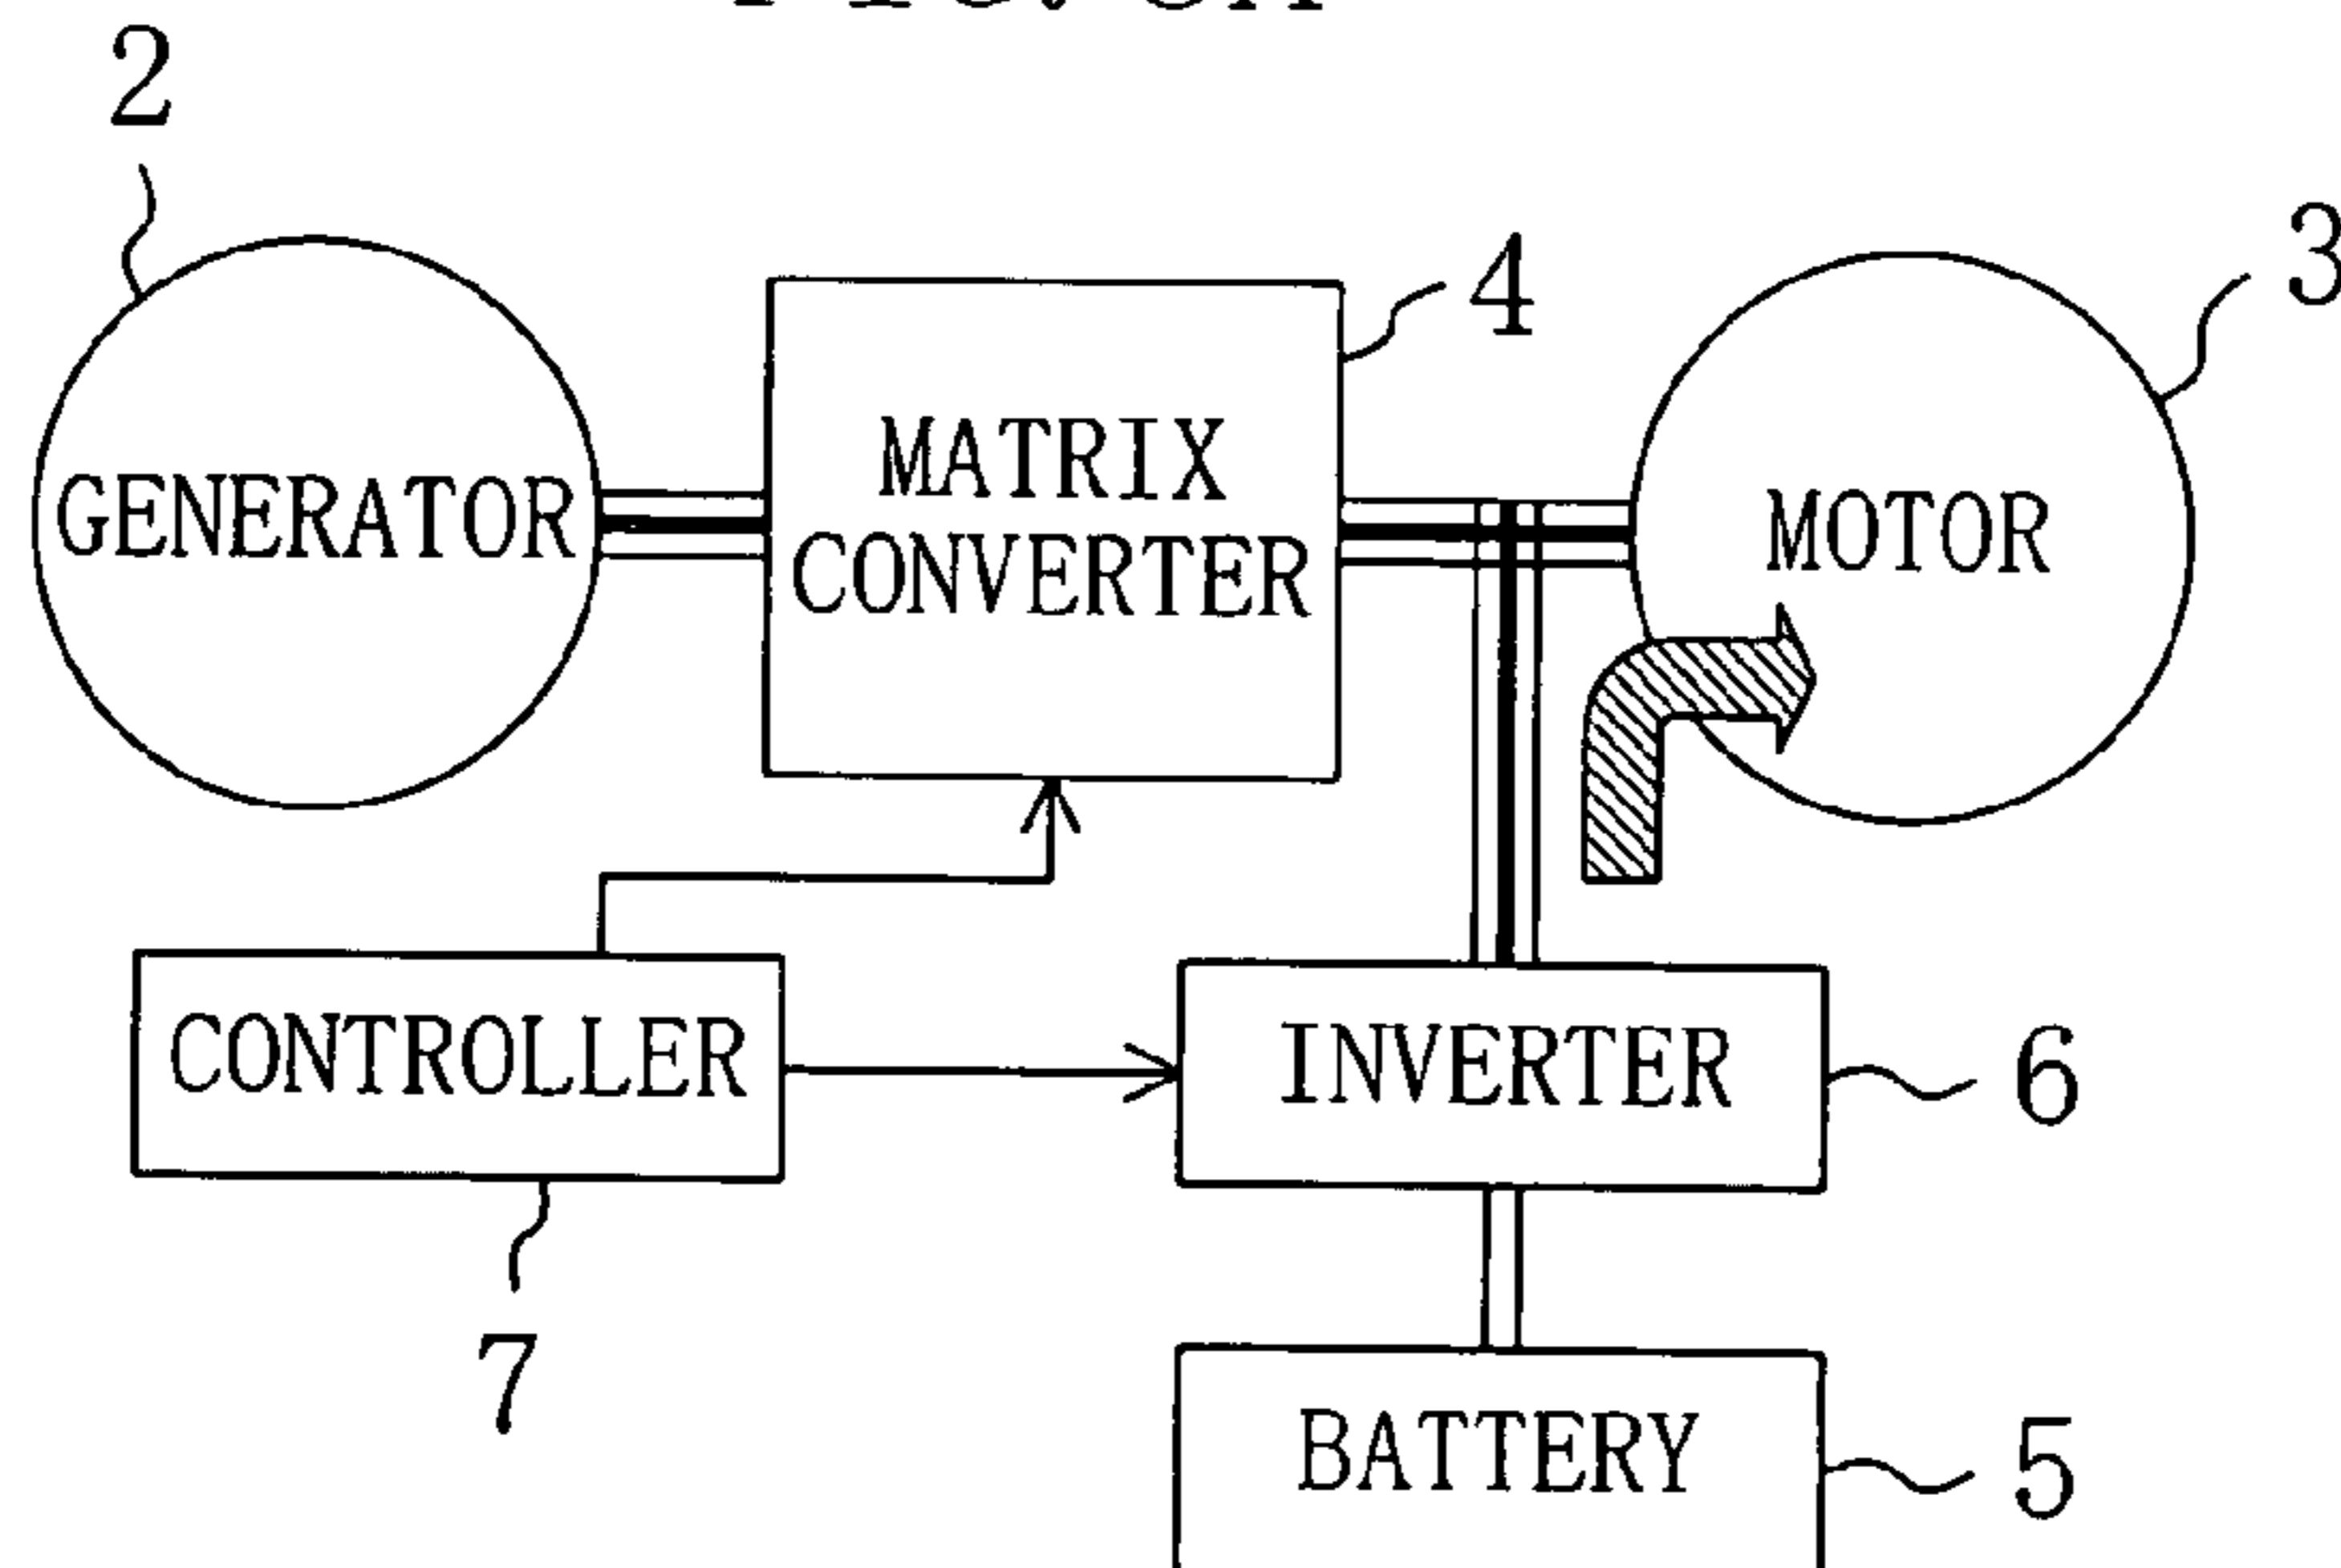 2
3
4
GENERATOR
MATRIX
CONVERTER
MOTOR
CONTROLLER
INVERTER
6
7
BATTERY
5